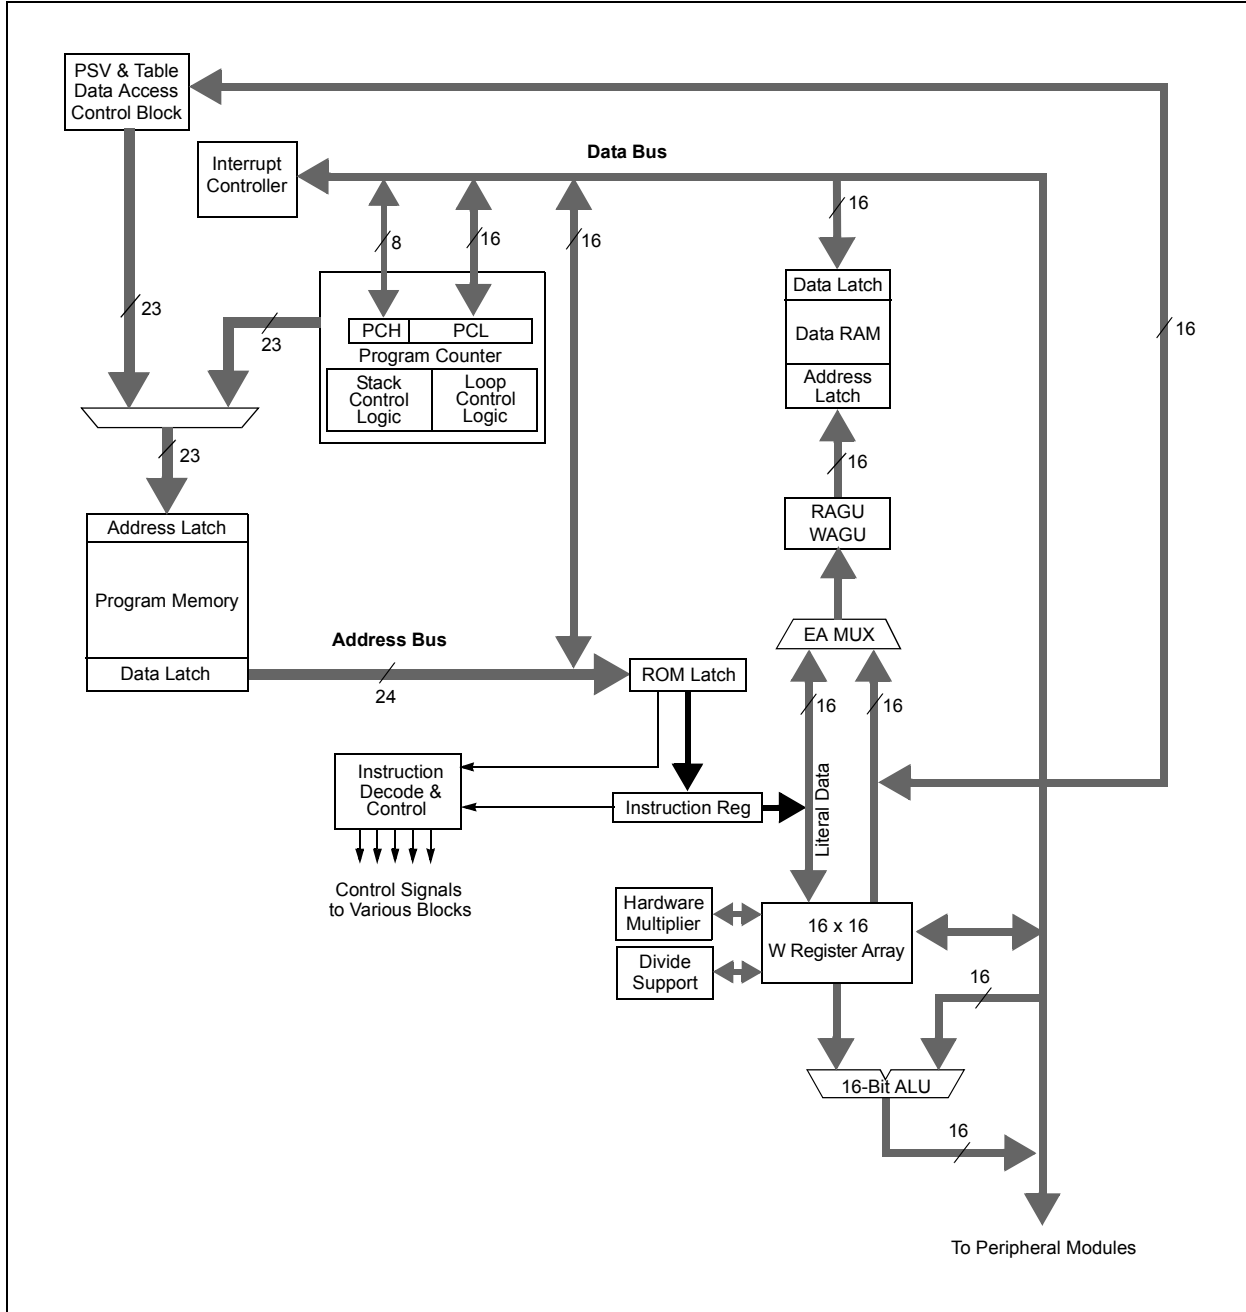 PSV & Table
Data Access
Control Block
Data Bus
Interrupt
Controller
16
8
16
16
Data Latch
Data RAM
Address
Latch
23
23
16
PCH
PCL
Program Counter
Stack
Control
Logic
Loop
Control
Logic
23
16
Address Latch
RAGU
WAGU
Program Memory
Address Bus
EA MUX
Data Latch
24
ROM Latch
16
16
Instruction
Decode &
Control
Instruction Reg
Literal Data
Control Signals
to Various Blocks
Hardware
Multiplier
16 x 16
W Register Array
Divide
Support
16
16-Bit ALU
16
To Peripheral Modules